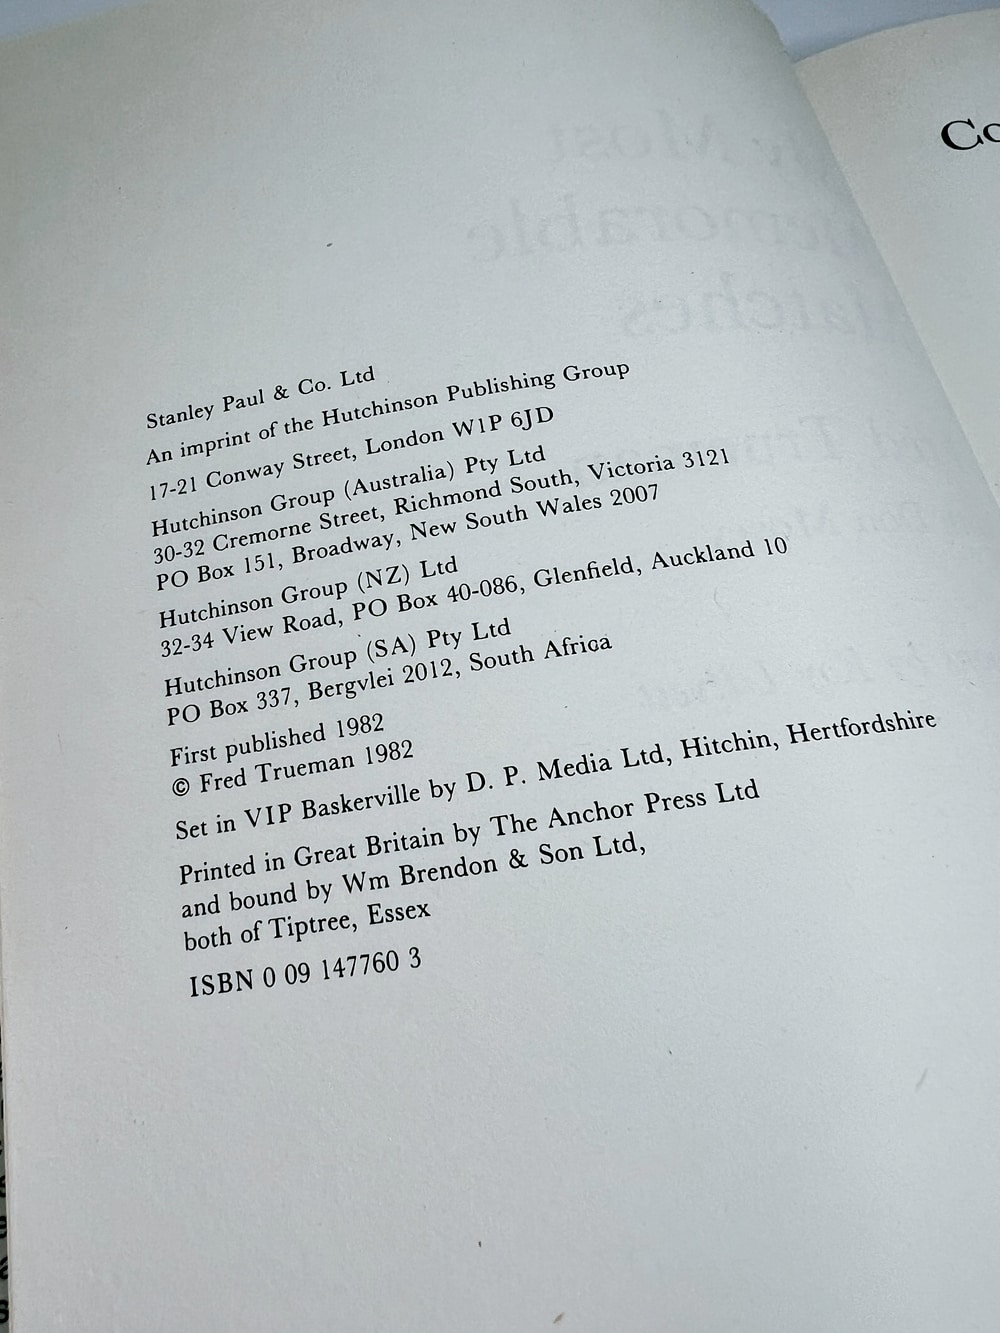 Stanley Paul & Co. Ltd
An imprint of the Hutchinson Publishing Group
17-21 Conway Street, London W1P 6JD
Hutchinson Group (Australia) Pty Ltd
30-32 Cremorne Street, Richmond South, Victoria 3121
PO Box 151, Broadway, New South Wales 2007
Hutchinson Group (NZ) Ltd
32-34 View Road, PO Box 40-086, Glenfield, Auckland 10
Hutchinson Group (SA) Pty Ltd
PO Box 337, Bergvlei 2012, South Africa
First published 1982
© Fred Trueman 1982
Set in VIP Baskerville by D. P. Media Ltd, Hitchin, Hertfordshire
Printed in Great Britain by The Anchor Press Ltd
and bound by Wm Brendon & Son Ltd,
both of Tiptree, Essex
ISBN 0 09 147760 3
Co